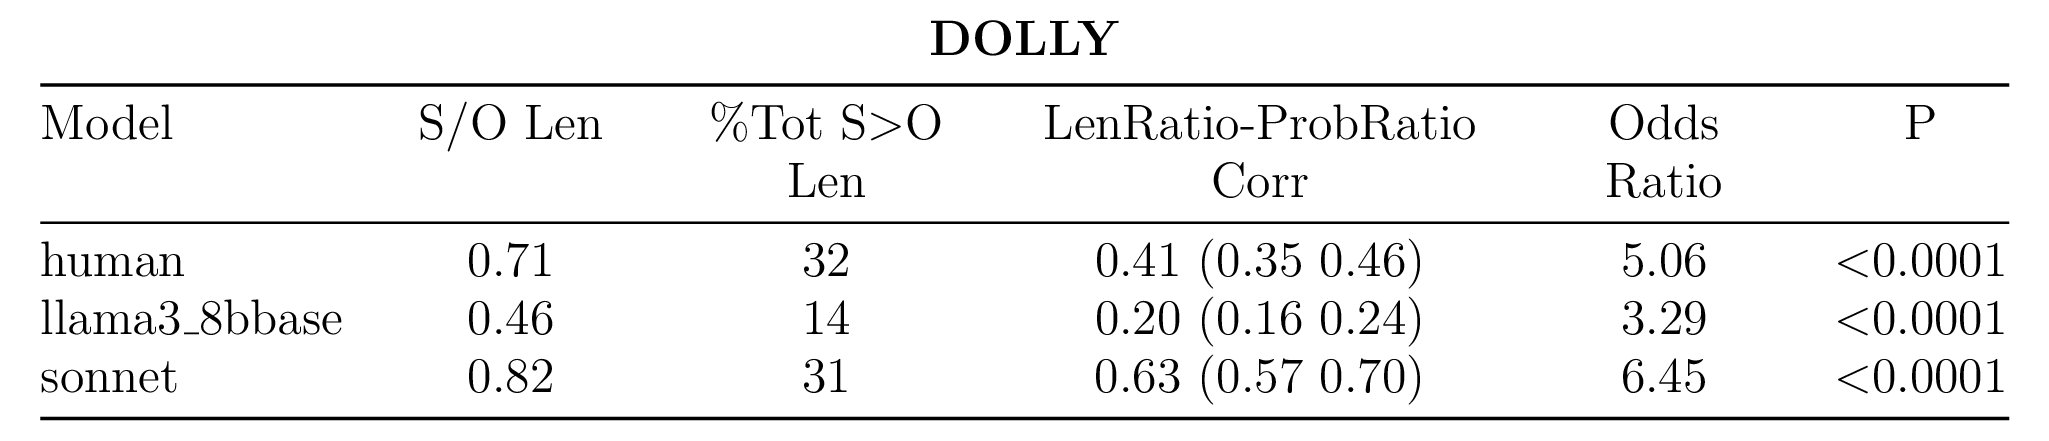 DOLLY
Model S/O Len %Tot S>O LenRatio-ProbRatio Odds P
Len Corr Ratio
human 0.71 32 0.41 (0.35 0.46) 5.06 <0.0001
llama3_8bbase 0.46 14 0.20 (0.16 0.24) 3.29 <0.0001
sonnet 0.82 31 0.63 (0.57 0.70) 6.45 <0.0001